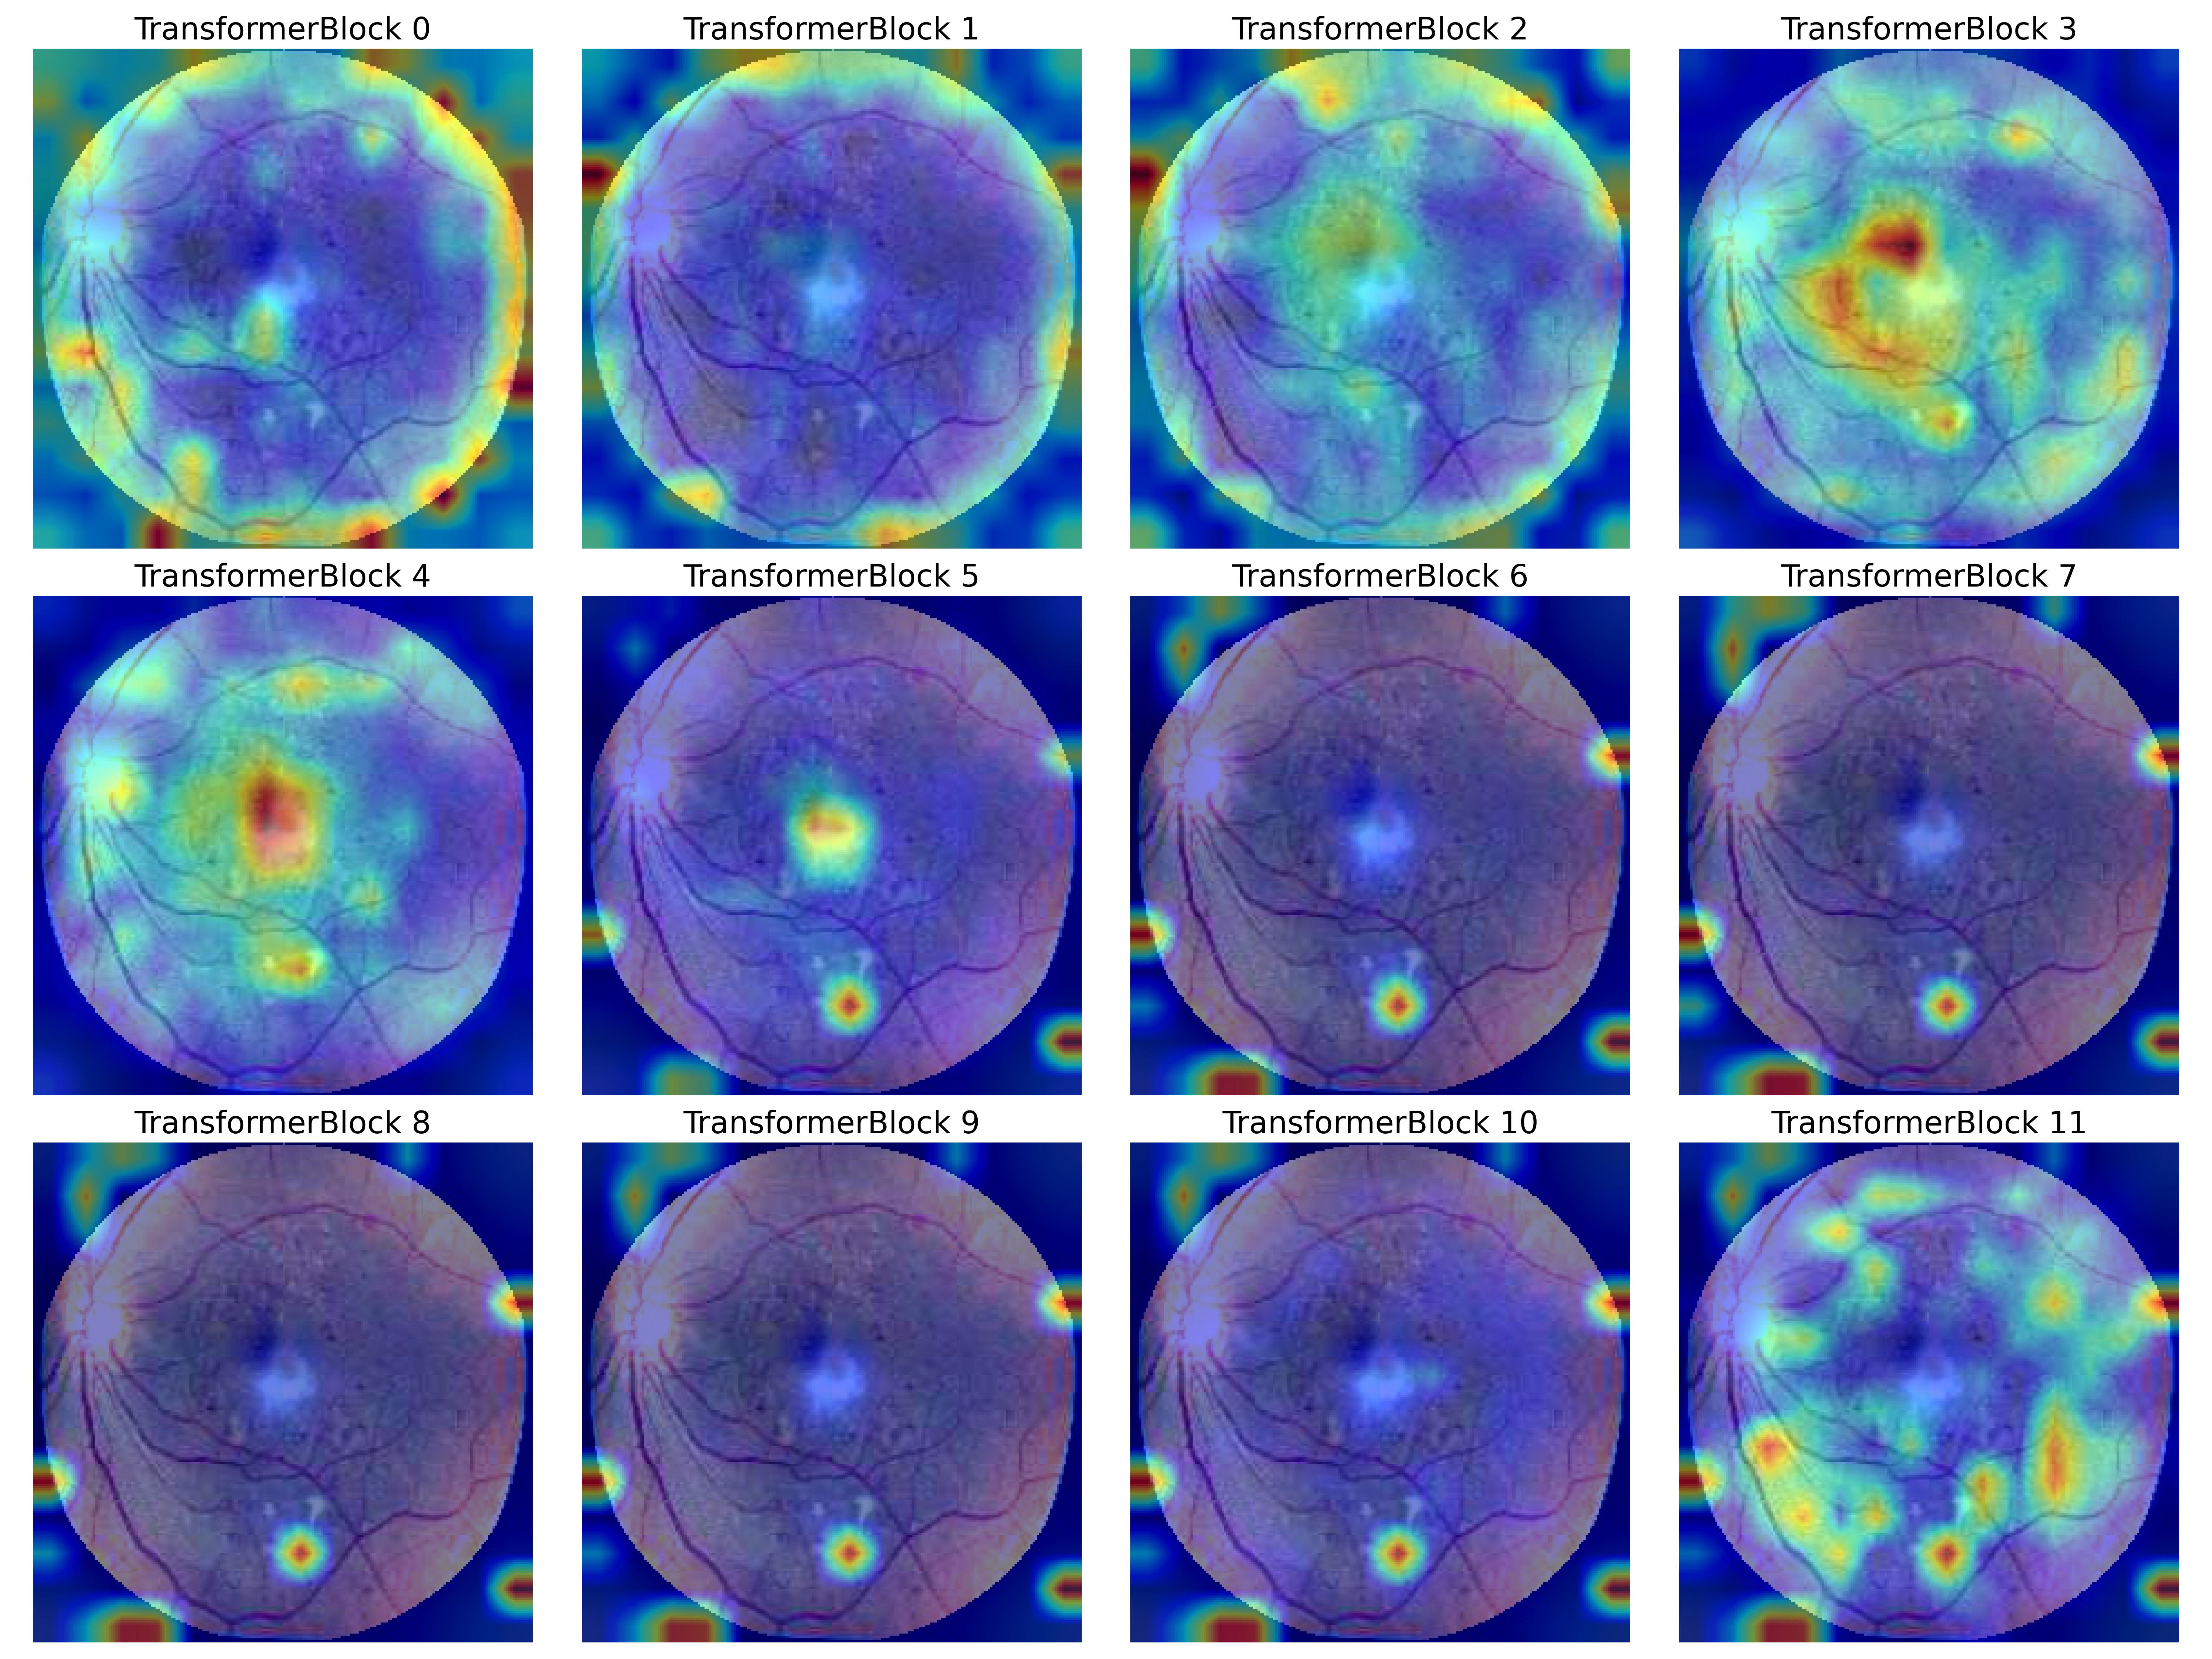 TransformerBlock 0
TransformerBlock 1
TransformerBlock 2
TransformerBlock 3
TransformerBlock 4
TransformerBlock 5
TransformerBlock 6
TransformerBlock 7
TransformerBlock 8
TransformerBlock 9
TransformerBlock 10
TransformerBlock 11